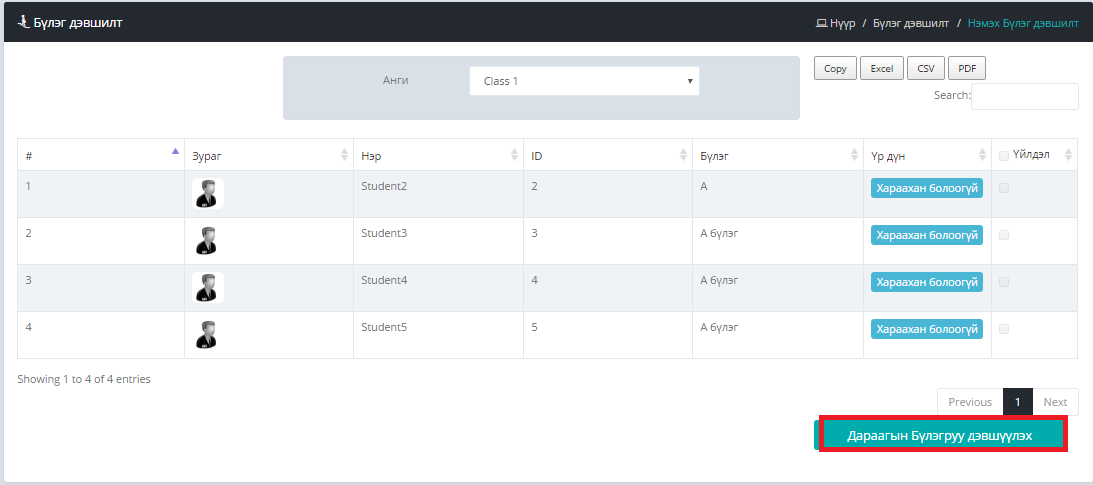 Бүлэг дэвшилт
Нүүр / Бүлэг дэвшилт / Нэмэх Бүлэг дэвшилт
Анги Class 1
Copy Excel CSV PDF
Search:
# Зураг Нэр ID Бүлэг Үр дүн Үйлдэл
1 Student2 2 А Хараахан болоогүй
2 Student3 3 А бүлэг Хараахан болоогүй
3 Student4 4 А бүлэг Хараахан болоогүй
4 Student5 5 А бүлэг Хараахан болоогүй
Showing 1 to 4 of 4 entries
Previous 1 Next
Дараагын Бүлэгруу дэвшүүлэх